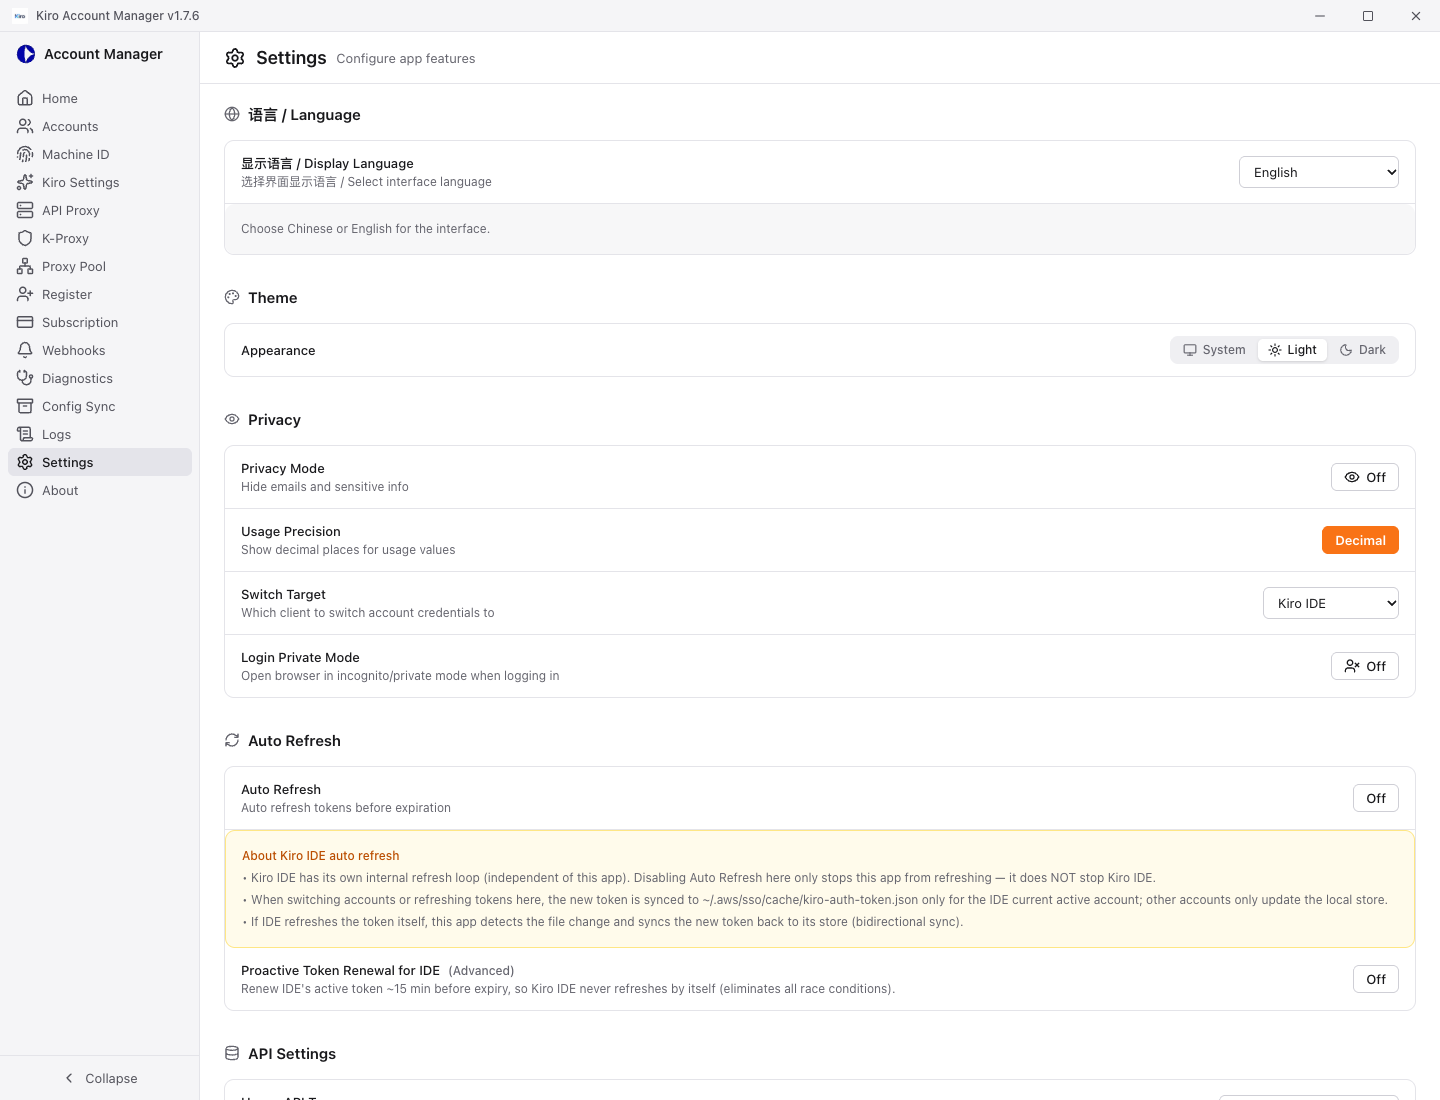 Kiro Account Manager v1.7.6
Account Manager
Home
Accounts
Machine ID
Kiro Settings
API Proxy
K-Proxy
Proxy Pool
Register
Subscription
Webhooks
Diagnostics
Config Sync
Logs
Settings
About
Collapse
Settings Configure app features
语言 / Language
显示语言 / Display Language
选择界面显示语言 / Select interface language
English
Choose Chinese or English for the interface.
Theme
Appearance
System Light Dark
Privacy
Privacy Mode
Hide emails and sensitive info
Off
Usage Precision
Show decimal places for usage values
Decimal
Switch Target
Which client to switch account credentials to
Kiro IDE
Login Private Mode
Open browser in incognito/private mode when logging in
Off
Auto Refresh
Auto Refresh
Auto refresh tokens before expiration
Off
About Kiro IDE auto refresh
• Kiro IDE has its own internal refresh loop (independent of this app). Disabling Auto Refresh here only stops this app from refreshing — it does NOT stop Kiro IDE.
• When switching accounts or refreshing tokens here, the new token is synced to ~/.aws/sso/cache/kiro-auth-token.json only for the IDE current active account; other accounts only update the local store.
• If IDE refreshes the token itself, this app detects the file change and syncs the new token back to its store (bidirectional sync).
Proactive Token Renewal for IDE (Advanced)
Renew IDE's active token ~15 min before expiry, so Kiro IDE never refreshes by itself (eliminates all race conditions).
Off
API Settings